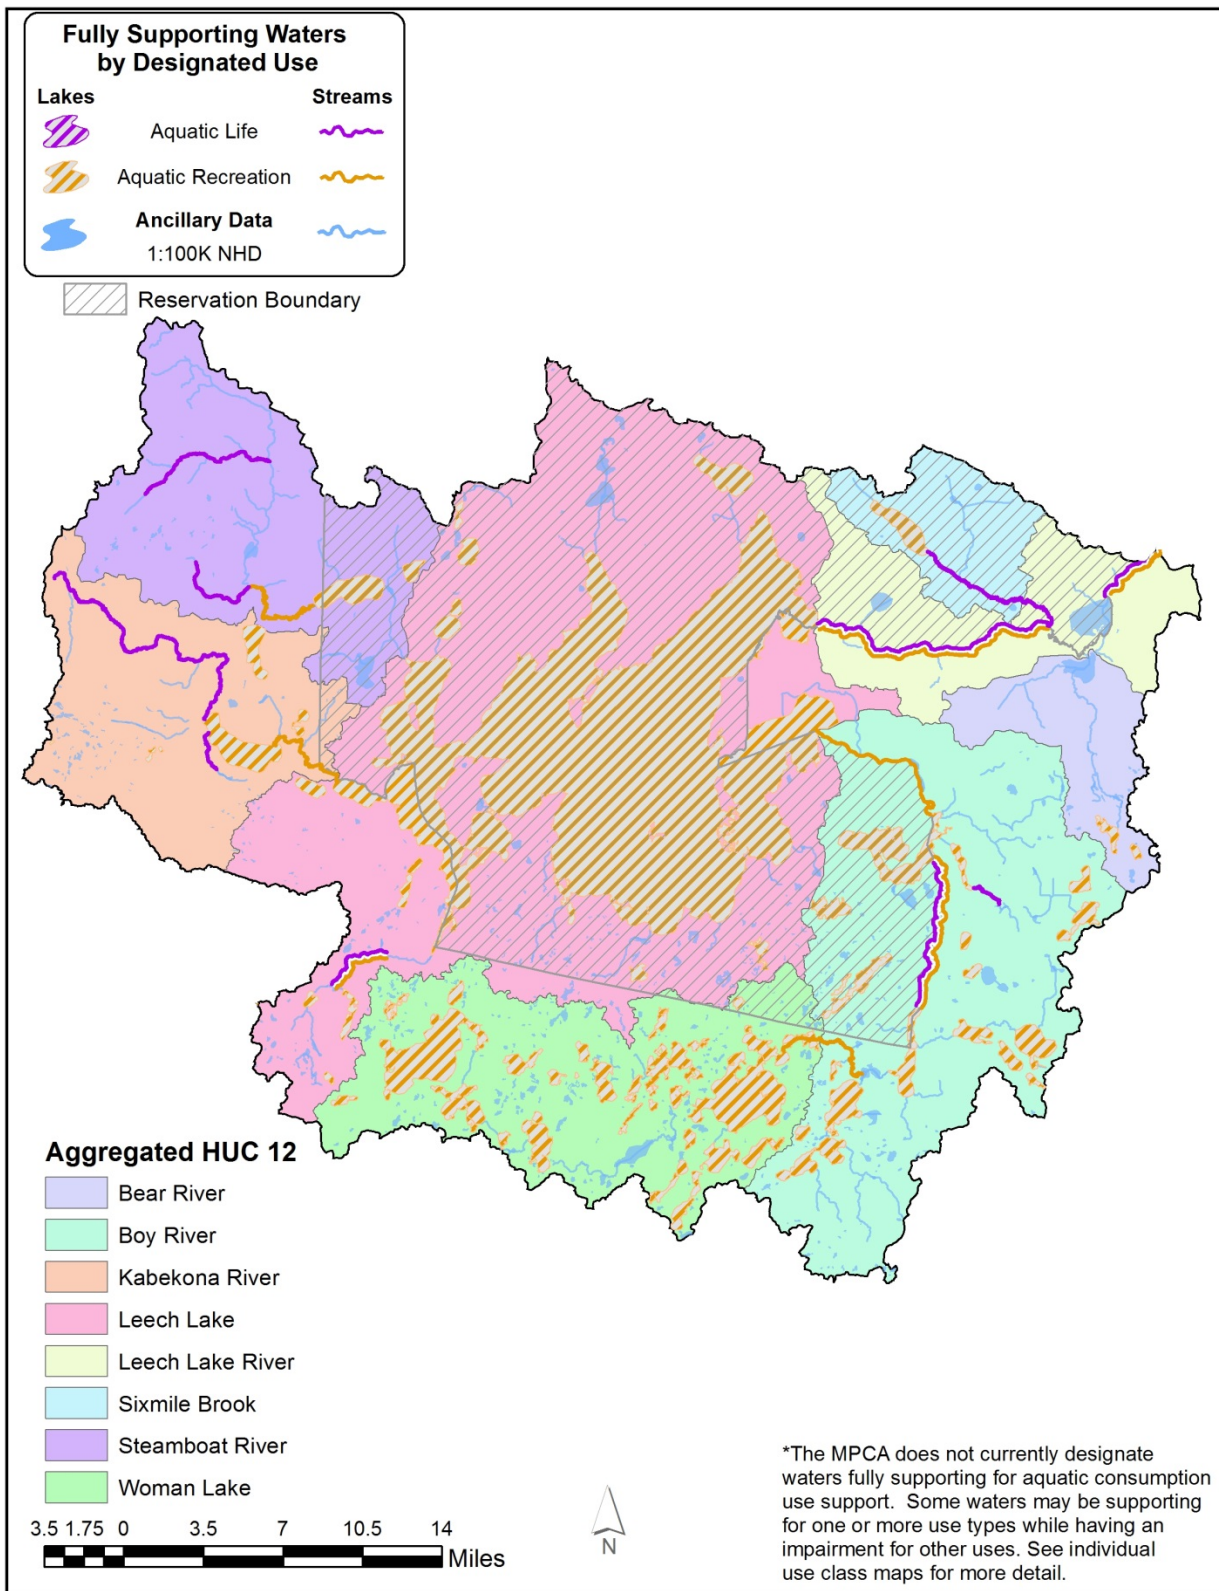 Fully Supporting Waters
by Designated Use
Lakes
Streams
Aquatic Life
Aquatic Recreation
Ancillary Data
1:100K NHD
Reservation Boundary
Aggregated HUC 12
Bear River
Boy River
Kabekona River
Leech Lake
Leech Lake River
Sixmile Brook
Steamboat River
Woman Lake
3.5 1.75 0 3.5 7 10.5 14
Miles
N
*The MPCA does not currently designate
waters fully supporting for aquatic consumption
use support. Some waters may be supporting
for one or more use types while having an
impairment for other uses. See individual
use class maps for more detail.